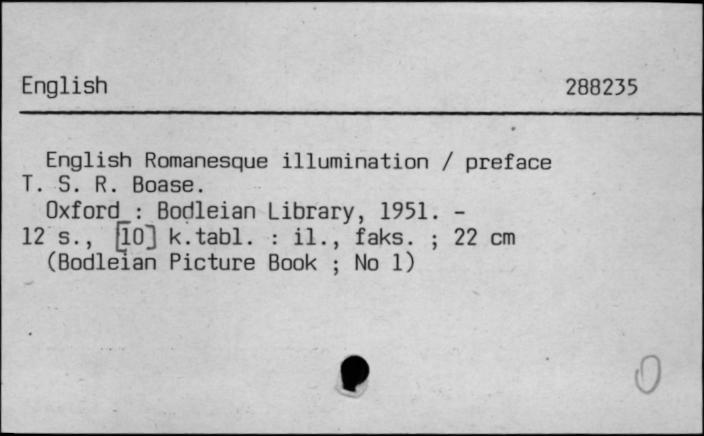 English 288235
English Romanesque illumination / preface
T. S. R. Boase.
Oxford : Bodleian Library, 1951. -
12 s., [10] k.tabl. : il., faks. ; 22 cm
(Bodleian Picture Book ; No 1)
0